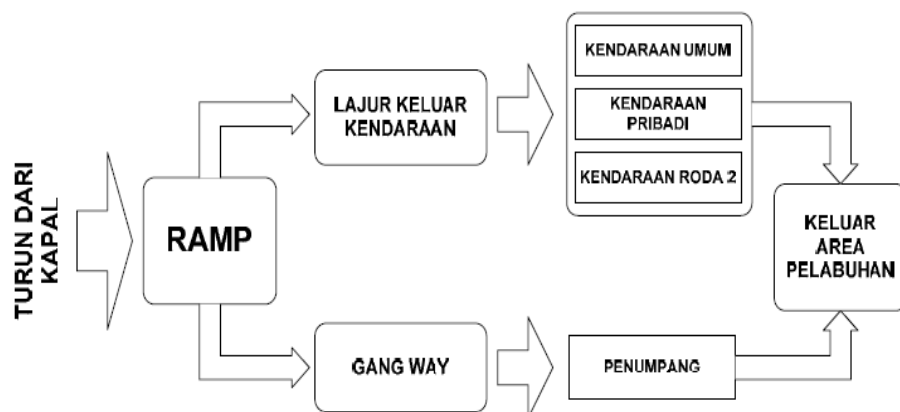 TURUN DARI
KAPAL
RAMP
LAJUR KELUAR
KENDARAAN
KENDARAAN UMUM
KENDARAAN
PRIBADI
KENDARAAN RODA 2
GANG WAY
PENUMPANG
KELUAR
AREA
PELABUHAN